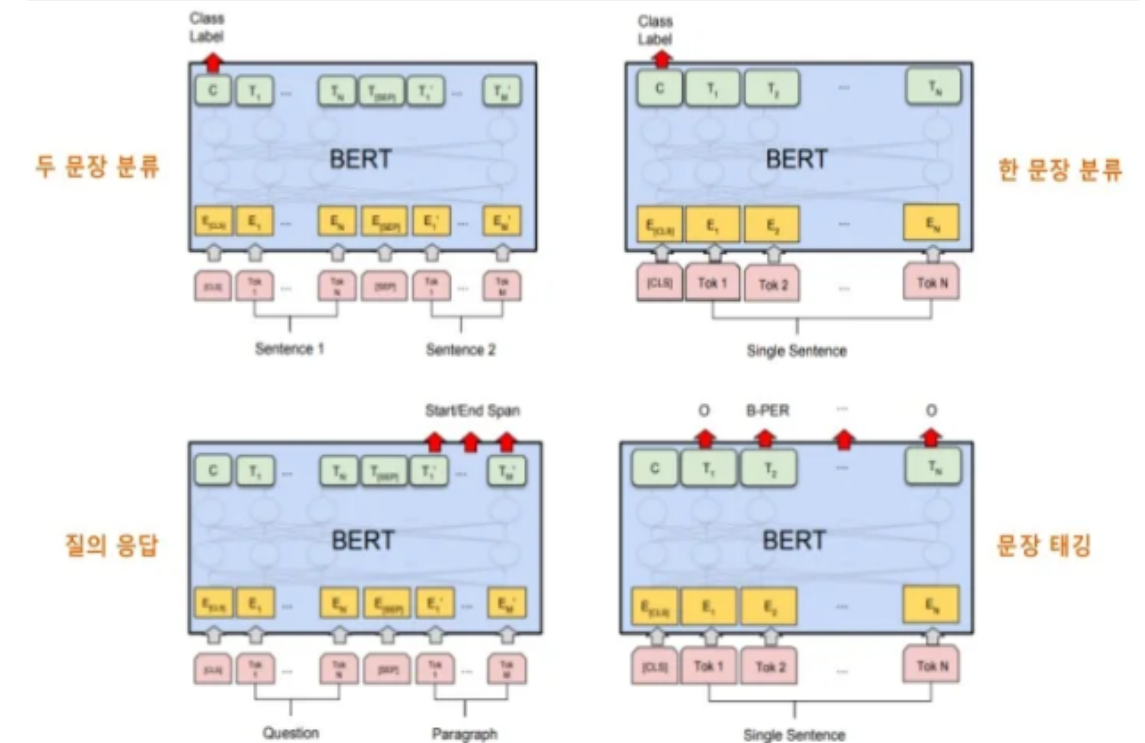 Class
Label
C T1 ... TN T[SEP] T1' ... TM'
BERT
두 문장 분류
E[CLS] E1 ... EN E[SEP] E1' ... EM'
[CLS] Tok 1 ... Tok N [SEP] Tok 1 ... Tok M
Sentence 1 Sentence 2
Class
Label
C T1 T2 ... TN
BERT
한 문장 분류
E[CLS] E1 E2 ... EN
[CLS] Tok 1 Tok 2 ... Tok N
Single Sentence
Start/End Span
C T1 ... TN T[SEP] T1' ... TM'
BERT
질의 응답
E[CLS] E1 ... EN E[SEP] E1' ... EM'
[CLS] Tok 1 ... Tok N [SEP] Tok 1 ... Tok M
Question Paragraph
O B-PER ... O
C T1 T2 ... TN
BERT
문장 태깅
E[CLS] E1 E2 ... EN
[CLS] Tok 1 Tok 2 ... Tok N
Single Sentence